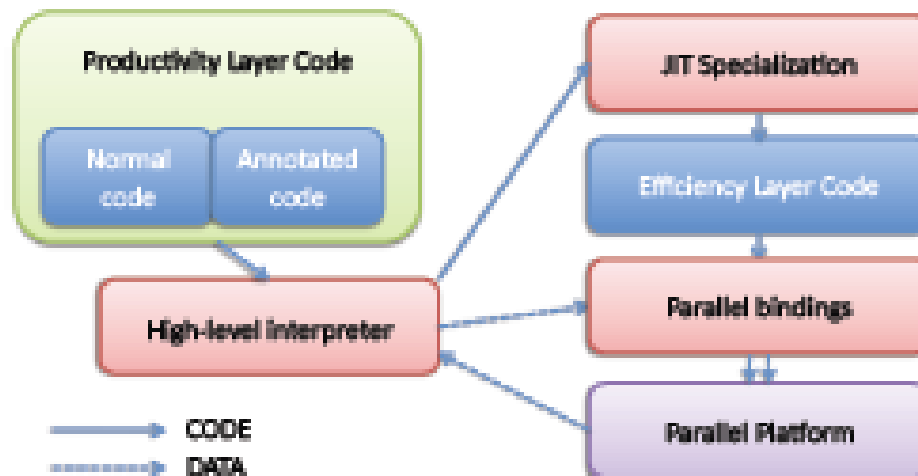 Productivity Layer Code
Normal
code
Annotated
code
High-level interpreter
JIT Specialization
Efficiency Layer Code
Parallel bindings
Parallel Platform
CODE
DATA